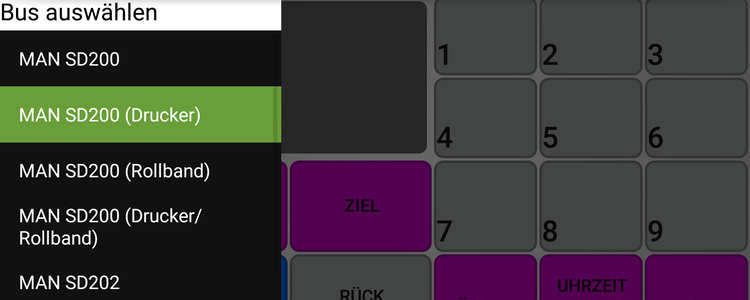 Bus auswählen
MAN SD200
MAN SD200 (Drucker)
MAN SD200 (Rollband)
MAN SD200 (Drucker/
Rollband)
MAN SD202
1
2
3
4
5
6
ZIEL
7
8
9
RÜCK
UHRZEIT